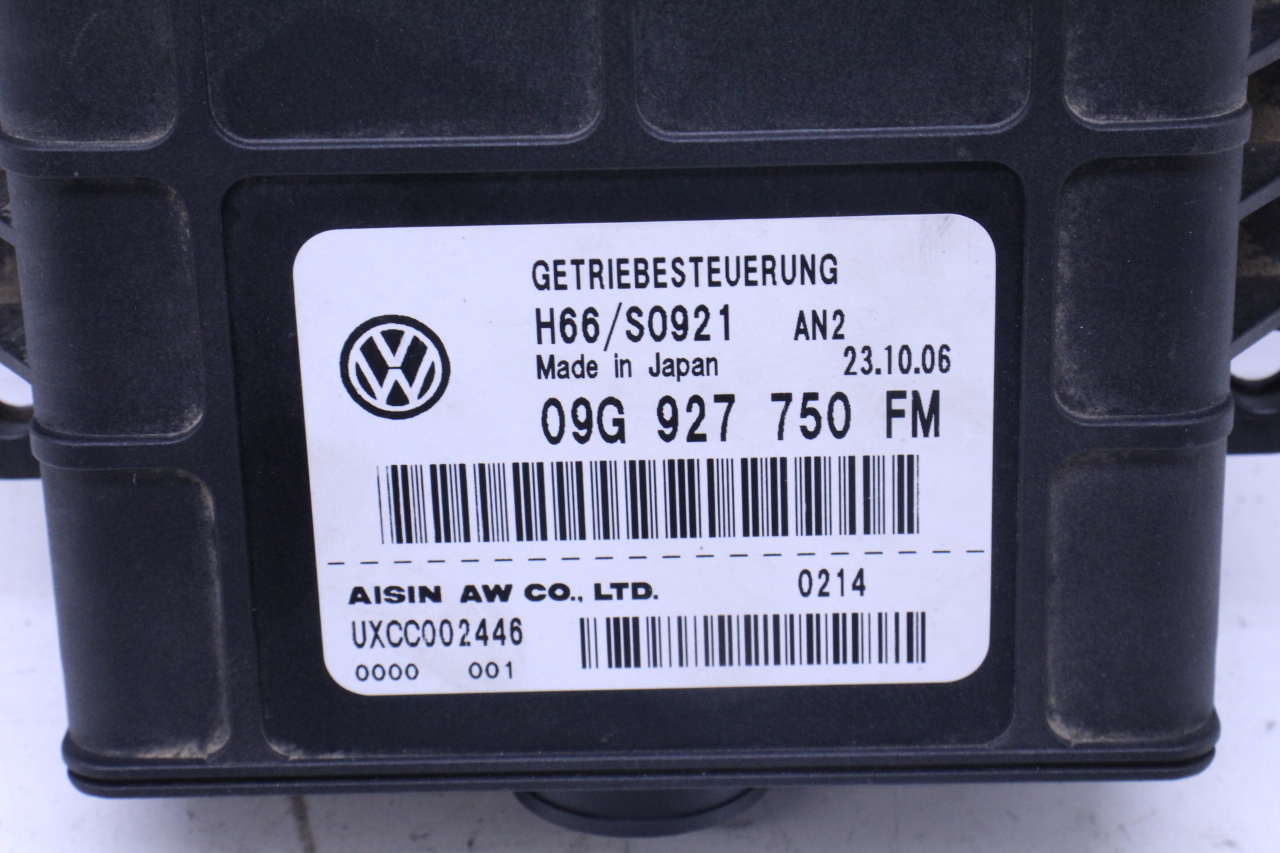 GETRIEBESTEUERUNG
H66/S0921 AN2
Made in Japan 23.10.06
09G 927 750 FM
AISIN AW CO., LTD. 0214
UXCC002446
0000 001